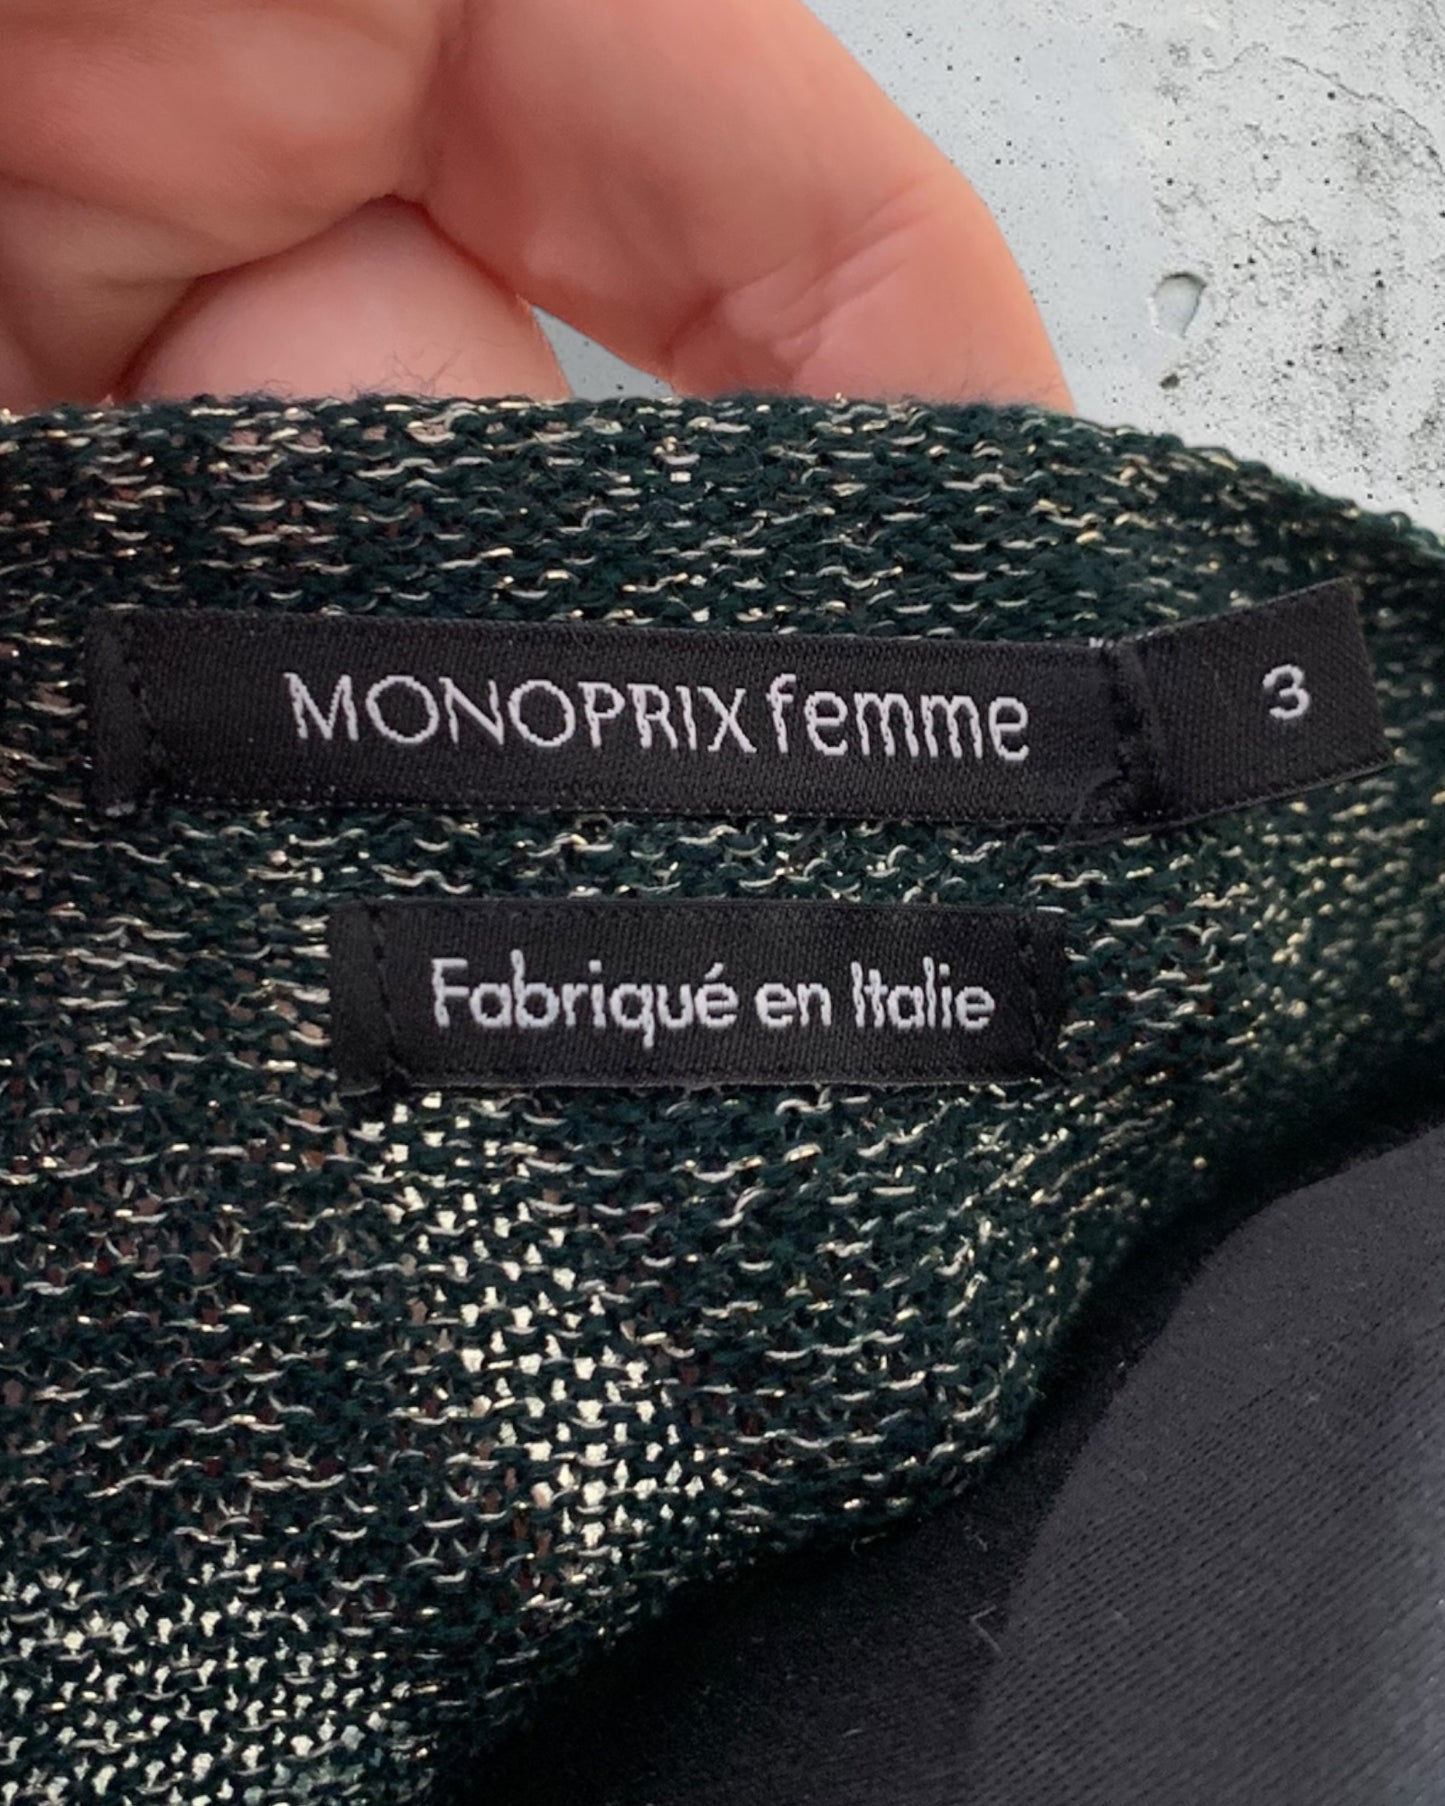 MONOPRIX femme 3
Fabriqué en Italie